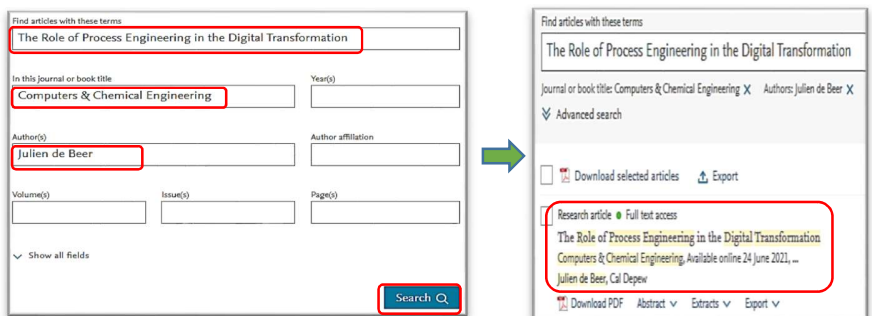 Find articles with these terms
The Role of Process Engineering in the Digital Transformation
In this journal or book title
Year(s)
Computers & Chemical Engineering
Author(s)
Author affiliation
Julien de Beer
Volume(s)
Issue(s)
Page(s)
Show all fields
Search
Find articles with these terms
The Role of Process Engineering in the Digital Transformation
Journal or book title: Computers & Chemical Engineering X Authors: Julien de Beer X
Advanced search
Download selected articles Export
Research article Full text access
The Role of Process Engineering in the Digital Transformation
Computers & Chemical Engineering, Available online 24 June 2021, ...
Julien de Beer, Cal Depew
Download PDF Abstract Extracts Export